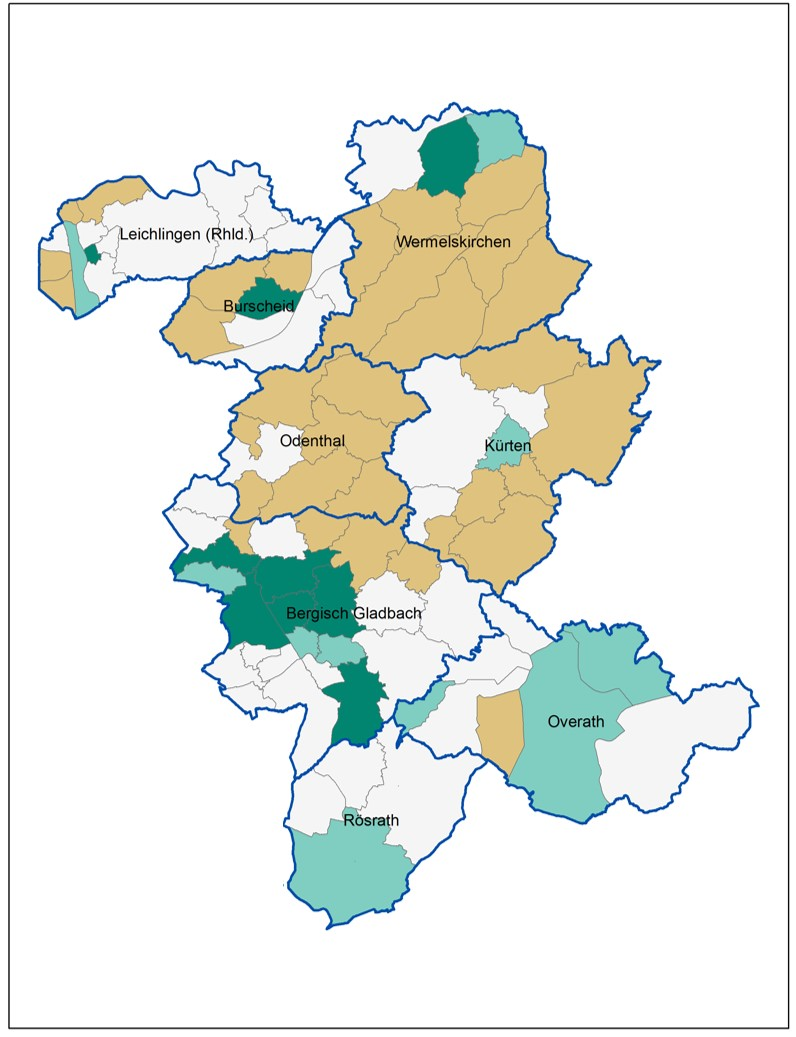 Leichlingen (Rhld.)
Wermelskirchen
Burscheid
Odenthal
Kürten
Bergisch Gladbach
Overath
Rösrath